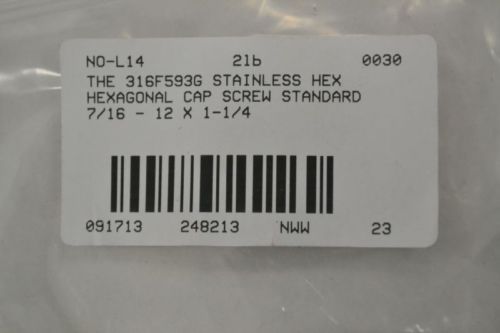 NO-L14 2lb 0030
THE 316F593G STAINLESS HEX
HEXAGONAL CAP SCREW STANDARD
7/16 - 12 X 1-1/4
091713 248213 NWW 23